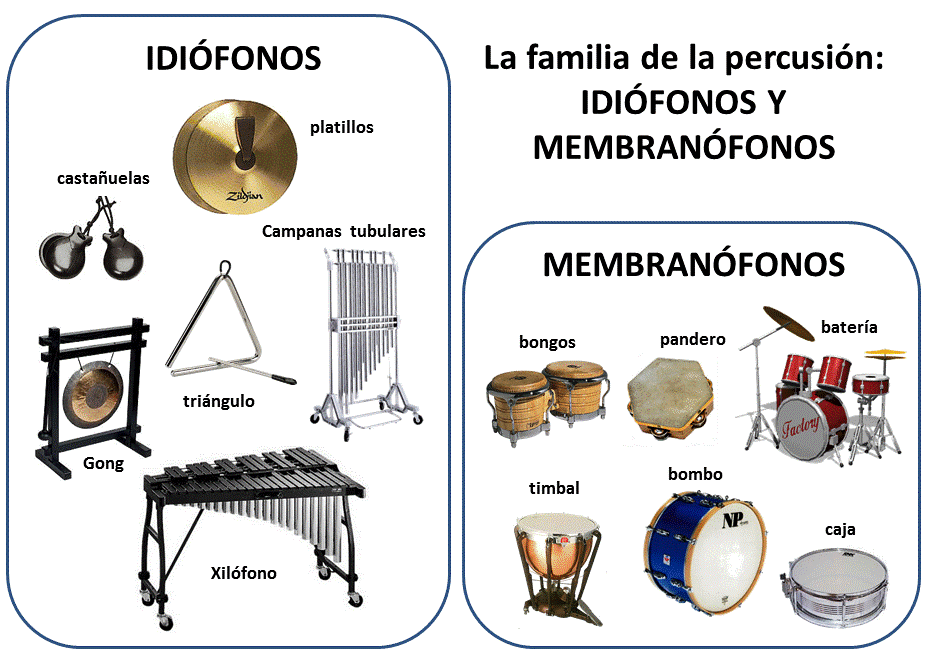 IDIÓFONOS
platillos
Zildjian
castañuelas
Campanas tubulares
triángulo
Gong
Xilófono
La familia de la percusión:
IDIÓFONOS Y
MEMBRANÓFONOS
MEMBRANÓFONOS
bongos
pandero
batería
Factory
timbal
bombo
NP
caja